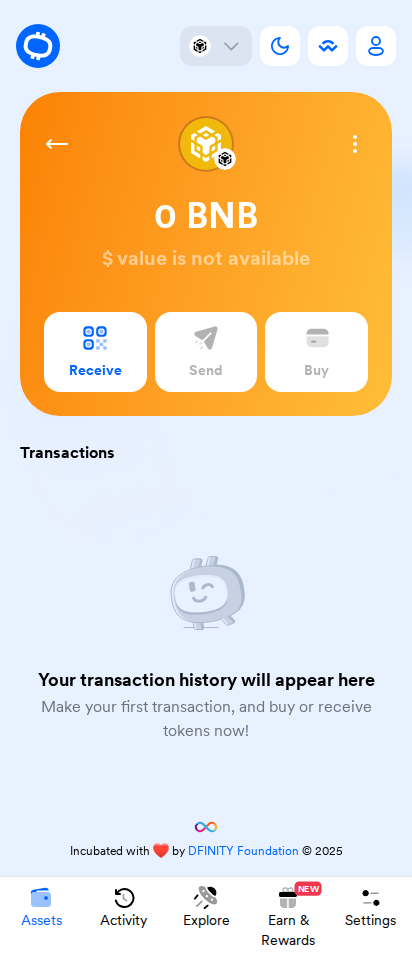 0 BNB
$ value is not available
Receive
Send
Buy
Transactions
Your transaction history will appear here
Make your first transaction, and buy or receive
tokens now!
Incubated with ❤️ by DFINITY Foundation © 2025
NEW
Assets
Activity
Explore
Earn &
Rewards
Settings